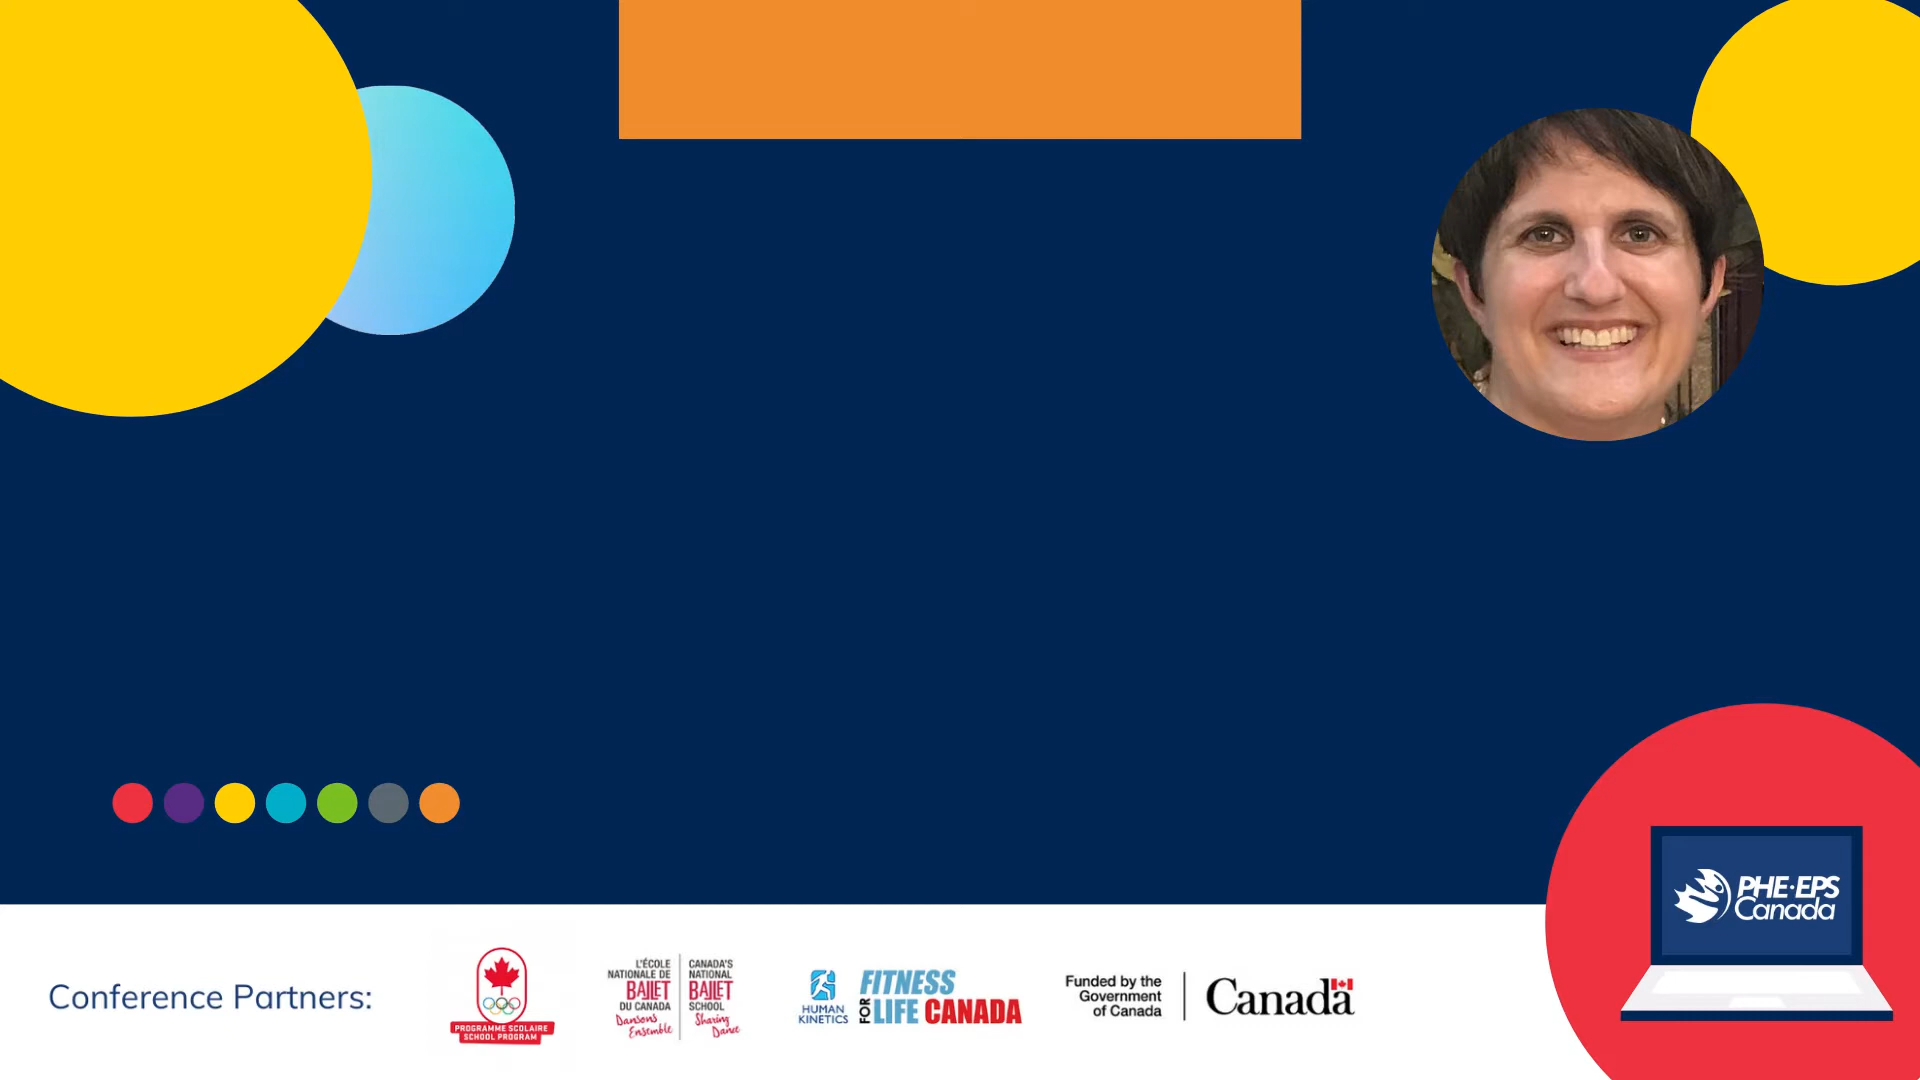 PHE·EPS
Canada
Conference Partners:
PROGRAMME SCOLAIRE
SCHOOL PROGRAM
L'ÉCOLE
NATIONALE DE
BALLET
DU CANADA
Dansons
Ensemble
CANADA'S
NATIONAL
BALLET
SCHOOL
Sharing
Dance
HUMAN
KINETICS
FITNESS
FOR LIFE CANADA
Funded by the
Government
of Canada
Canada